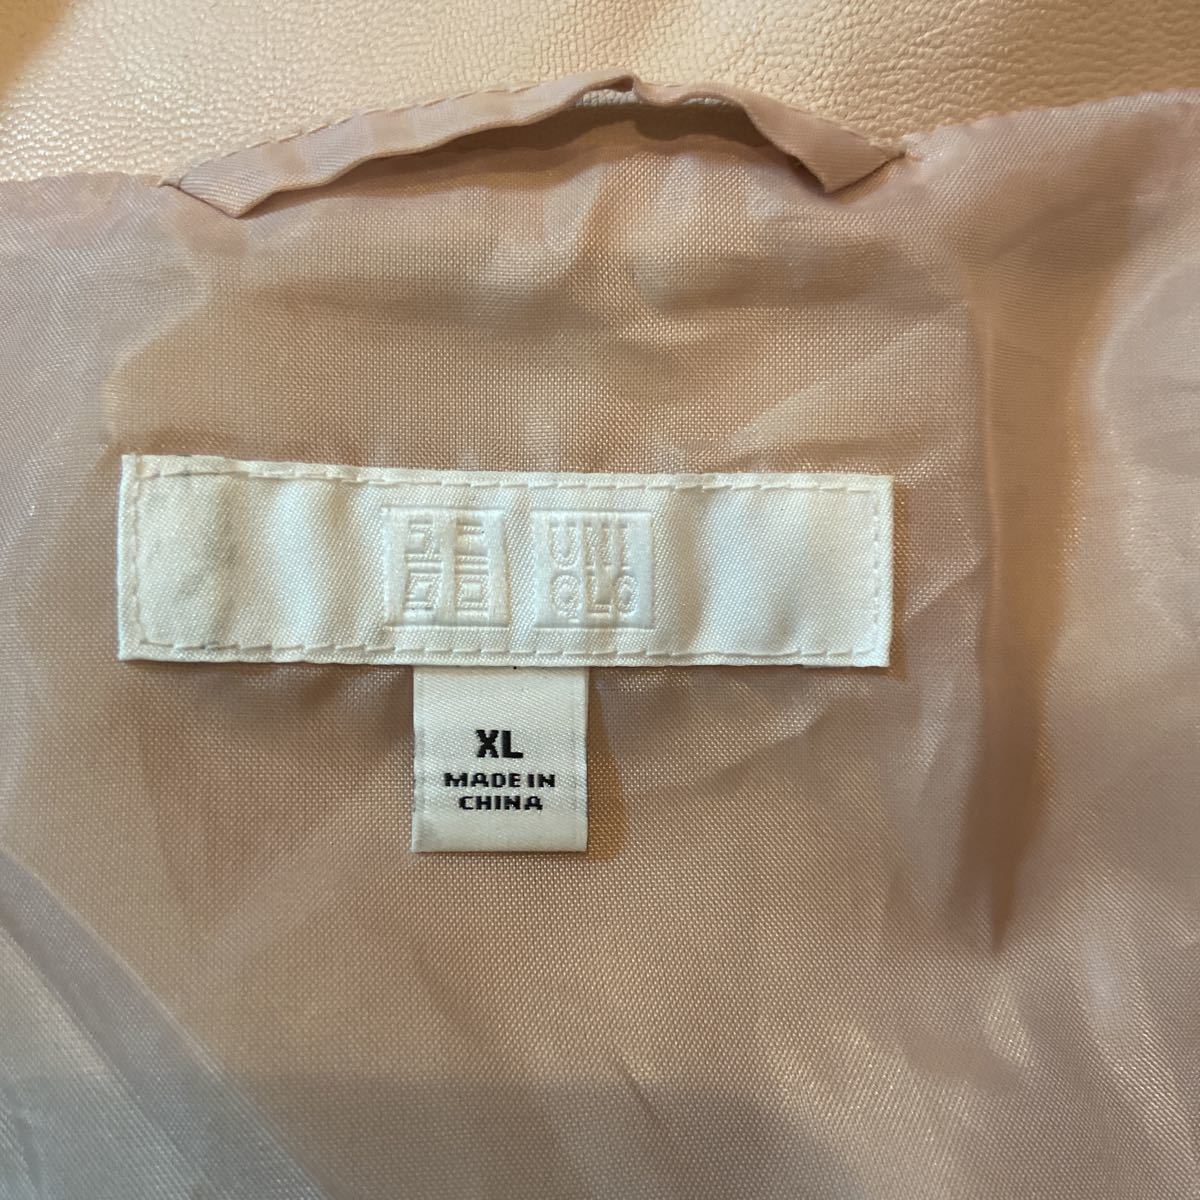 ユニ
クロ
UNI
QLO
XL
MADE IN
CHINA